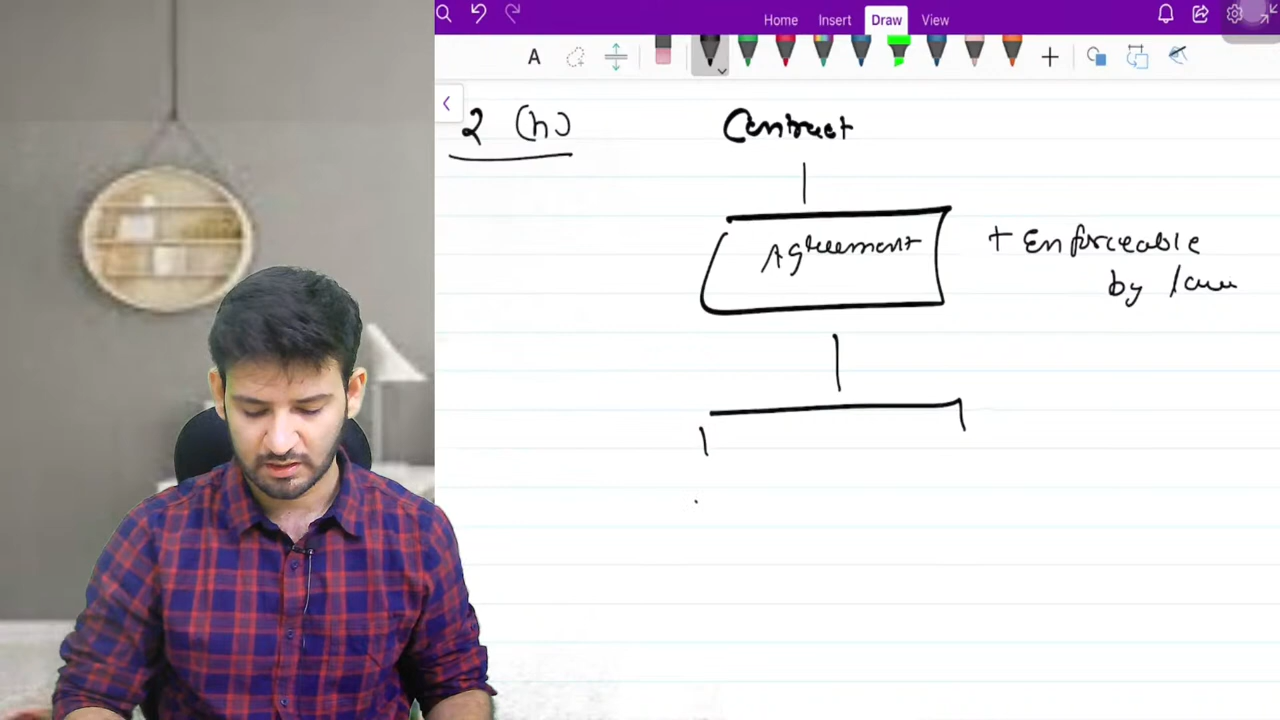 Home Insert Draw View
A
2 (h)
Contract
Agreement
+ Enforceable
by law